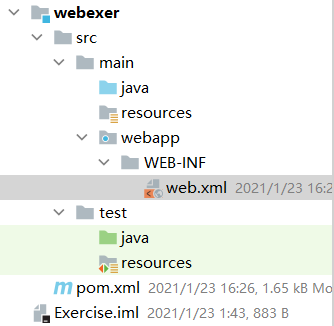 webexer
src
main
java
resources
webapp
WEB-INF
web.xml 2021/1/23 16:2
test
java
resources
pom.xml 2021/1/23 16:26, 1.65 kB Mo
Exercise.iml 2021/1/23 1:43, 883 B